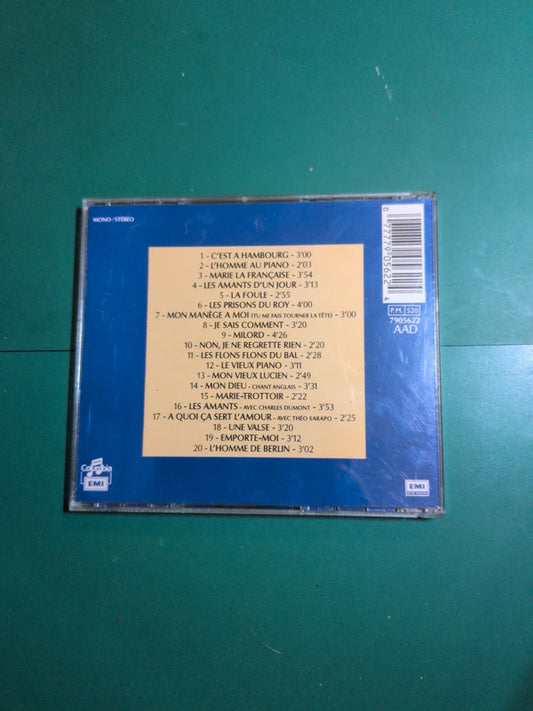 MONO / STÉREO
1 - C'EST A HAMBOURG - 3'00
2 - L'HOMME AU PIANO - 2'03
3 - MARIE LA FRANÇAISE - 3'54
4 - LES AMANTS D'UN JOUR - 3'13
5 - LA FOULE - 2'55
6 - LES PRISONS DU ROY - 4'00
7 - MON MANÈGE A MOI (TU ME FAIS TOURNER LA TÊTE) - 3'00
8 - JE SAIS COMMENT - 3'20
9 - MILORD - 4'26
10 - NON, JE NE REGRETTE RIEN - 2'20
11 - LES FLONS FLONS DU BAL - 2'28
12 - LE VIEUX PIANO - 3'11
13 - MON VIEUX LUCIEN - 2'49
14 - MON DIEU - CHANT ANGLAIS - 3'31
15 - MARIE-TROTTOIR - 2'22
16 - LES AMANTS - AVEC CHARLES DUMONT - 3'53
17 - A QUOI ÇA SERT L'AMOUR - AVEC THÉO SARAPO - 2'25
18 - UNE VALSE - 3'20
19 - EMPORTE-MOI - 3'12
20 - L'HOMME DE BERLIN - 3'02
0 77779 05622 4
P.M. 520
7905622
AAD
Columbia
EMI
EMI